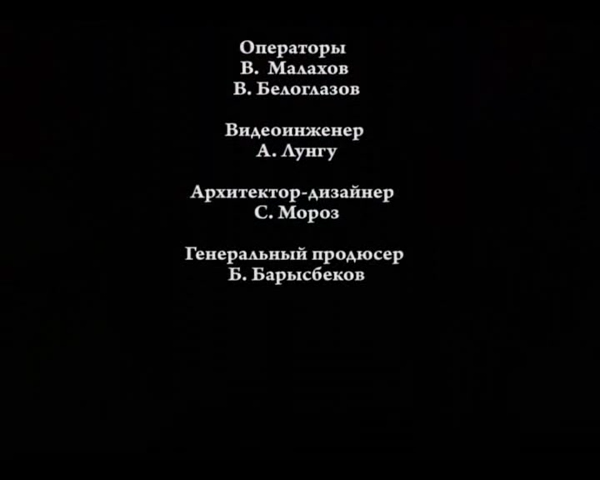 Операторы
В. Малахов
В. Белоглазов
Видеоинженер
А. Лунгу
Архитектор-дизайнер
С. Мороз
Генеральный продюсер
Б. Барысбеков